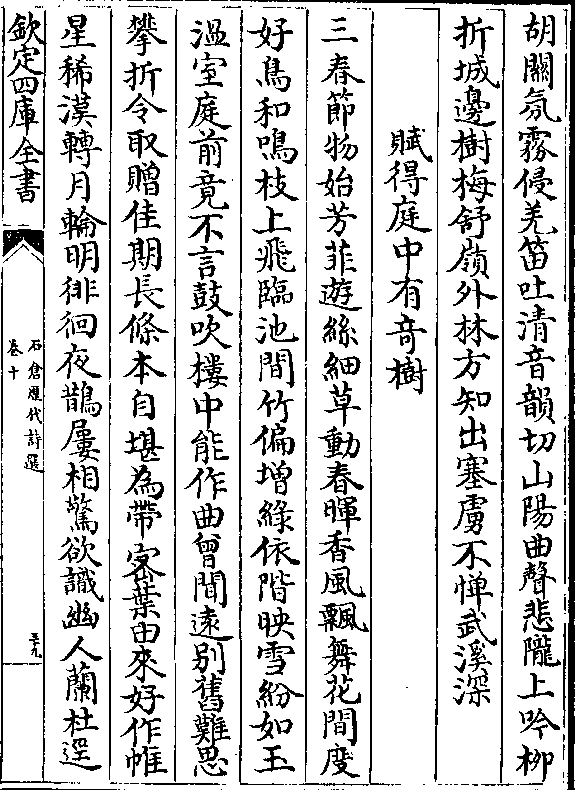 胡關氛霧侵羌笛吐清音韻切山陽曲聲悲隴上吟柳
折城邊樹梅舒嶺外林方知出塞虜不憚武溪深
賦得庭中有奇樹
三春節物始芳菲遊絲細草動春暉香風飄舞花間度
好鳥和鳴枝上飛臨池間竹偏增綠依階映雪紛如玉
溫室庭前竟不言鼓吹樓中能作曲曾聞遠别舊難思
攀折令取贈佳期長條本自堪為帶宻葉由來好作帷
星稀漢轉月輪明徘徊夜鵲屢相驚欲識幽人蘭杜逕
欽定四庫全書
石倉歷代詩選
卷十
五十九